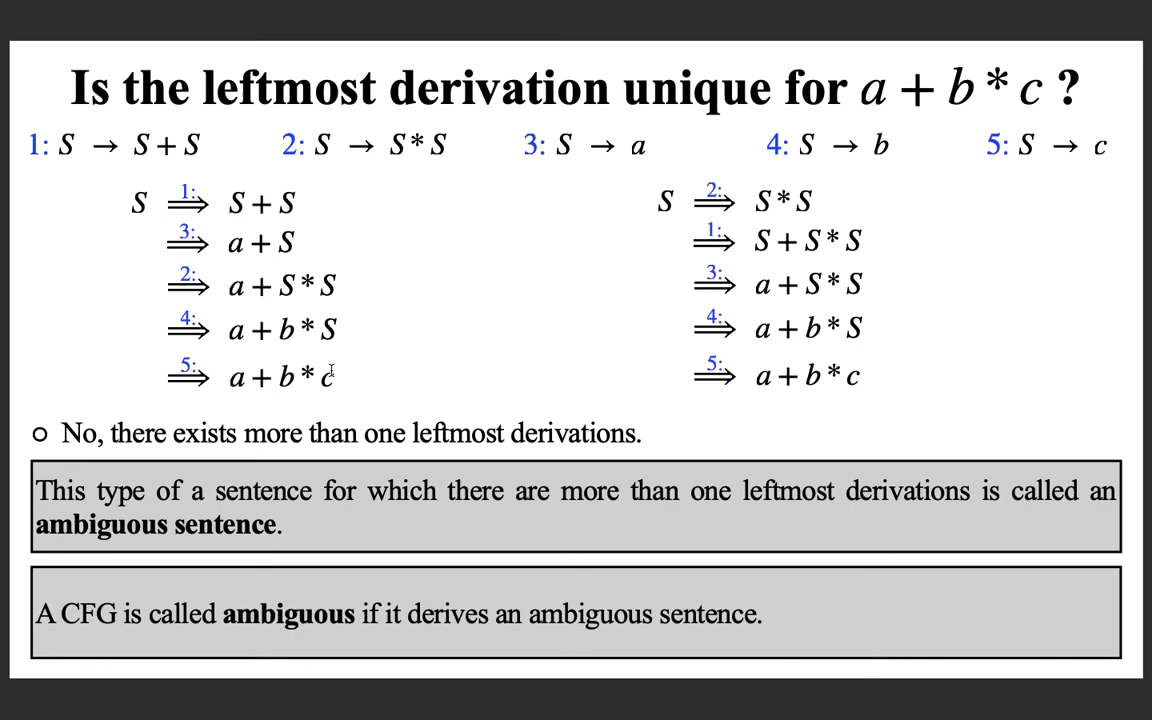 Is the leftmost derivation unique for a + b * c ?
1: S → S + S 2: S → S * S 3: S → a 4: S → b 5: S → c
S 1:⟹ S + S
3:⟹ a + S
2:⟹ a + S * S
4:⟹ a + b * S
5:⟹ a + b * c
S 2:⟹ S * S
1:⟹ S + S * S
3:⟹ a + S * S
4:⟹ a + b * S
5:⟹ a + b * c
○ No, there exists more than one leftmost derivations.
This type of a sentence for which there are more than one leftmost derivations is called an
ambiguous sentence.
A CFG is called ambiguous if it derives an ambiguous sentence.